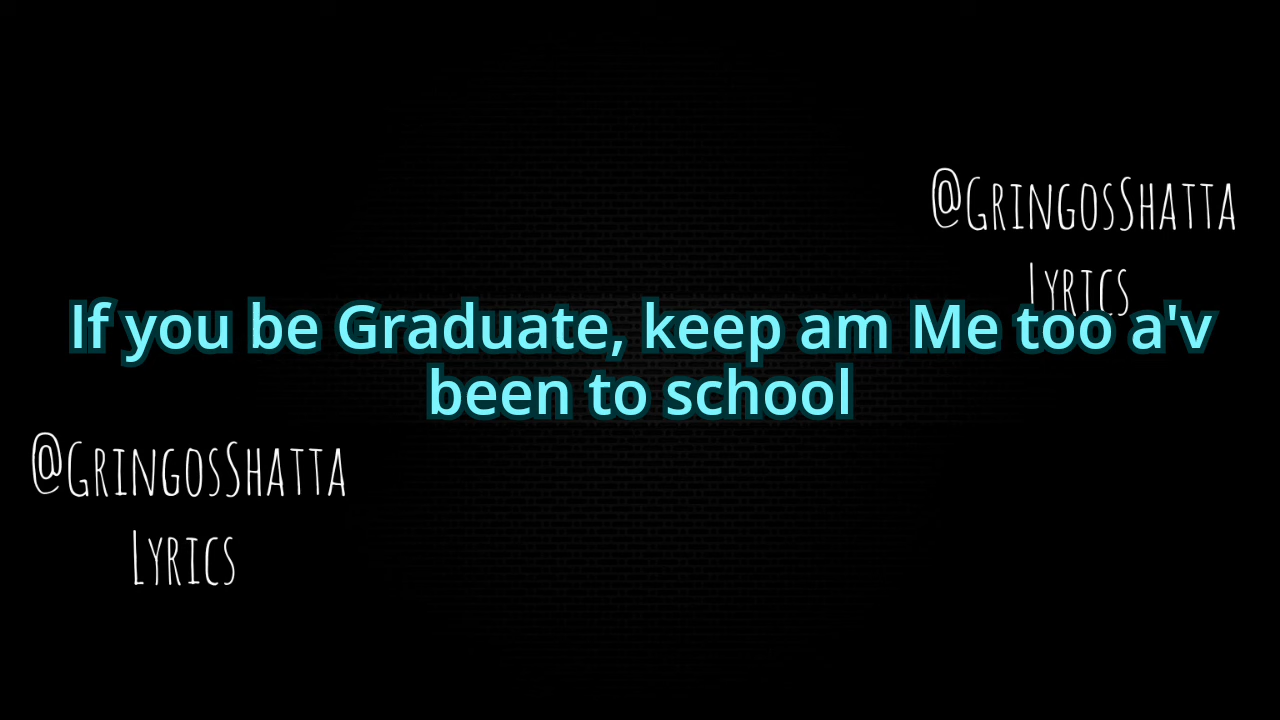 @GringosShatta
Lyrics
If you be Graduate, keep am Me too a'v
been to school
@GringosShatta
Lyrics